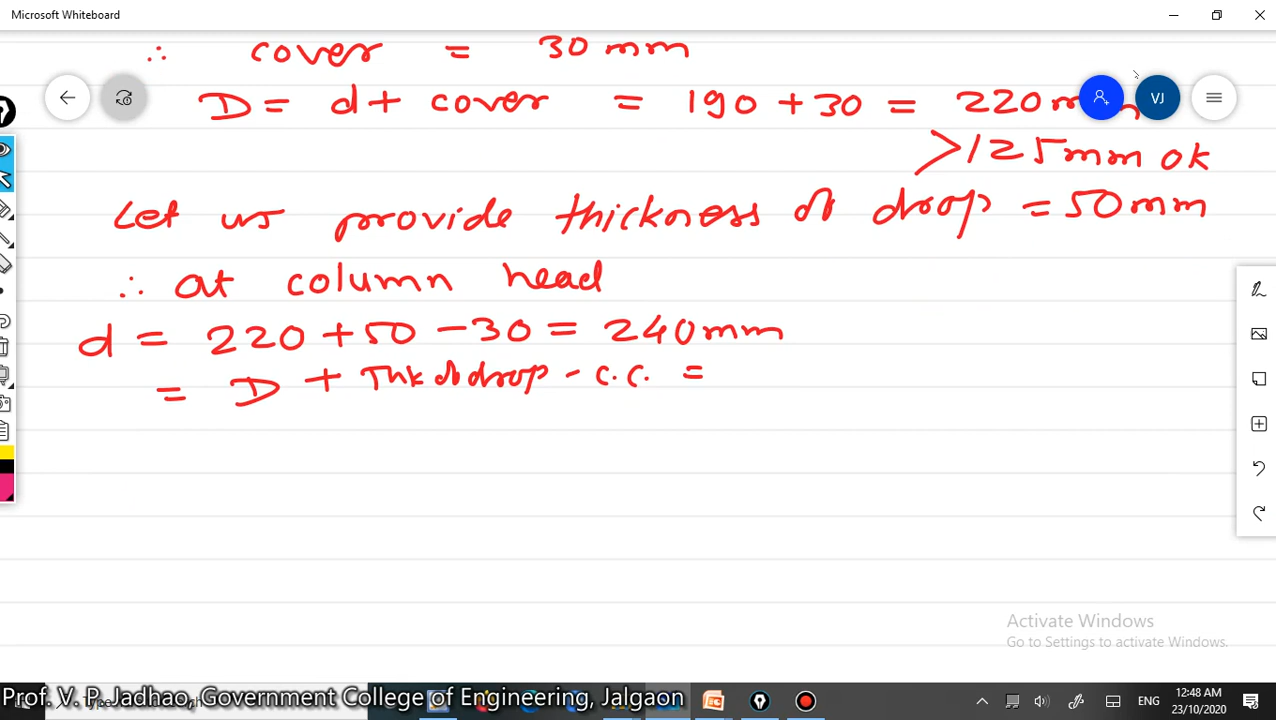 Microsoft Whiteboard
∴ cover = 30 mm
D = d + cover = 190 + 30 = 220 mm
VJ
> 125 mm ok
Let us provide thickness of drop = 50 mm
∴ at column head
d = 220 + 50 - 30 = 240 mm
= D + Thk of drop - c.c. =
Activate Windows
Go to Settings to activate Windows.
Prof. V. P. Jadhao, Government College of Engineering, Jalgaon
ENG
12:48 AM
23/10/2020